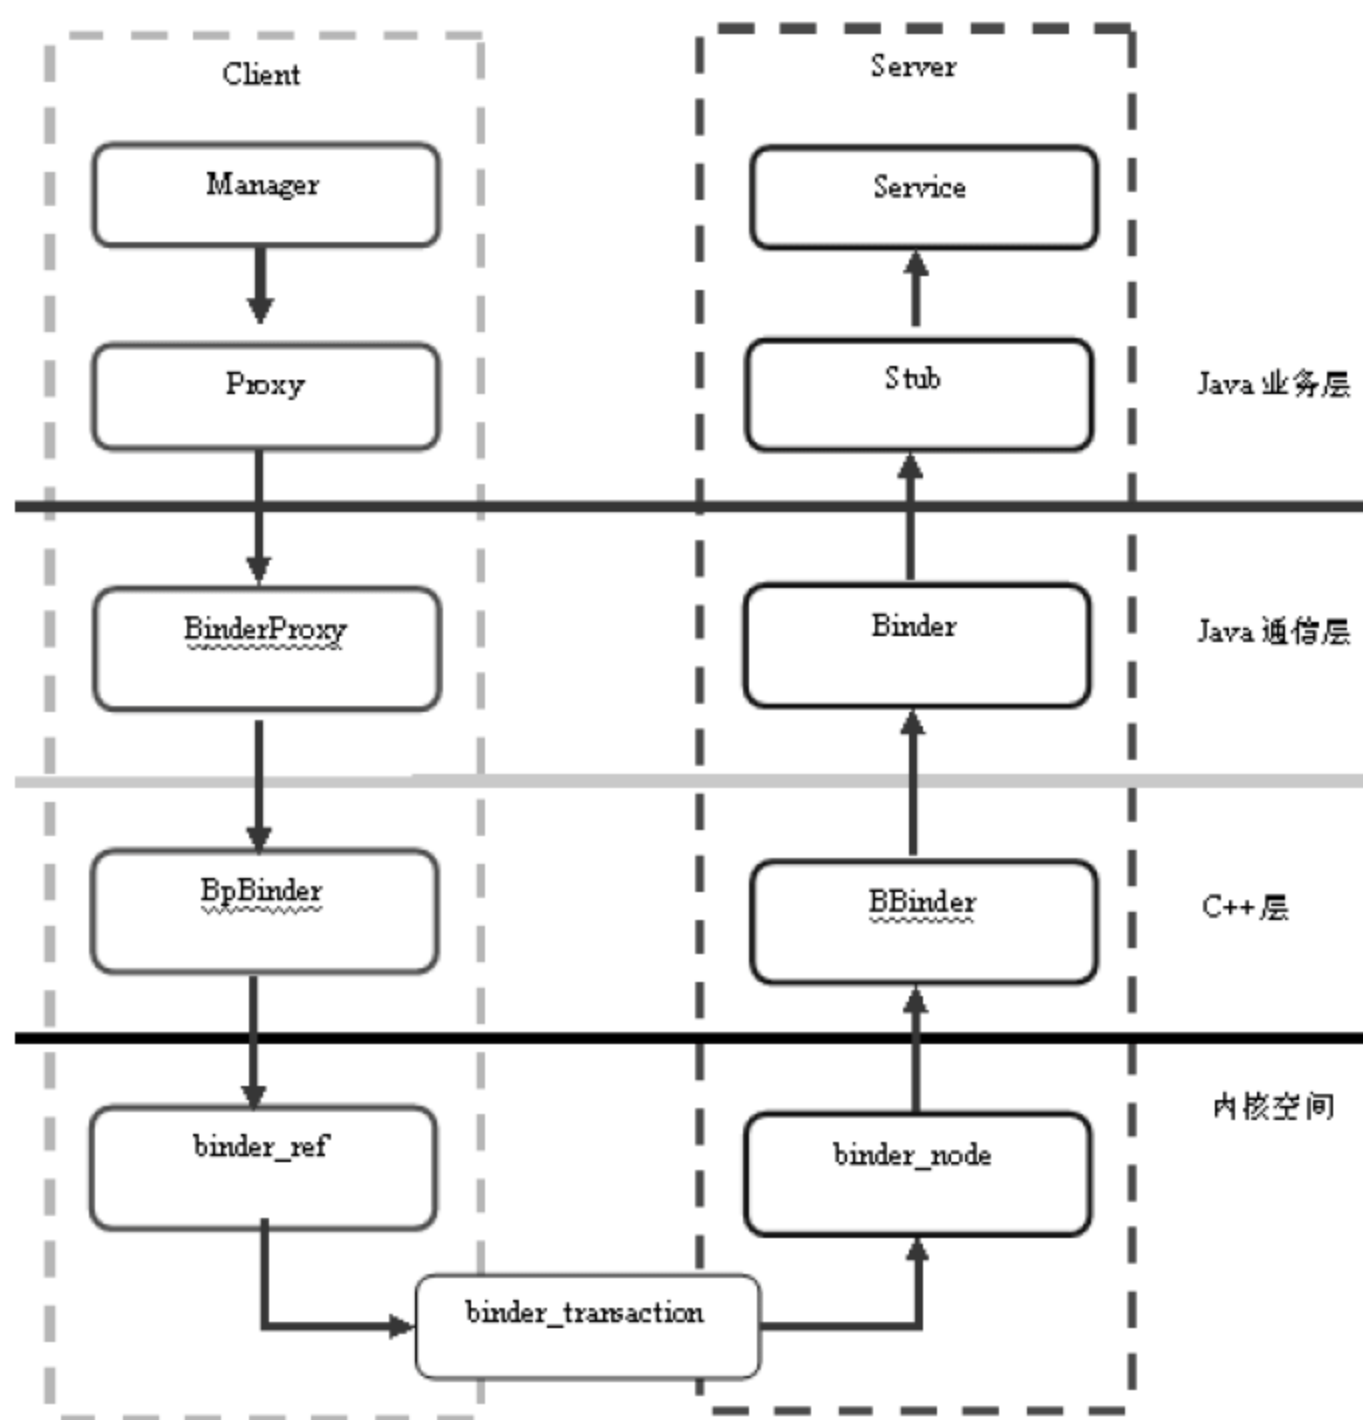 Client
Server
Manager
Service
Proxy
Stub
Java 业务层
BinderProxy
Binder
Java 通信层
BpBinder
BBinder
C++层
内核空间
binder_ref
binder_node
binder_transaction